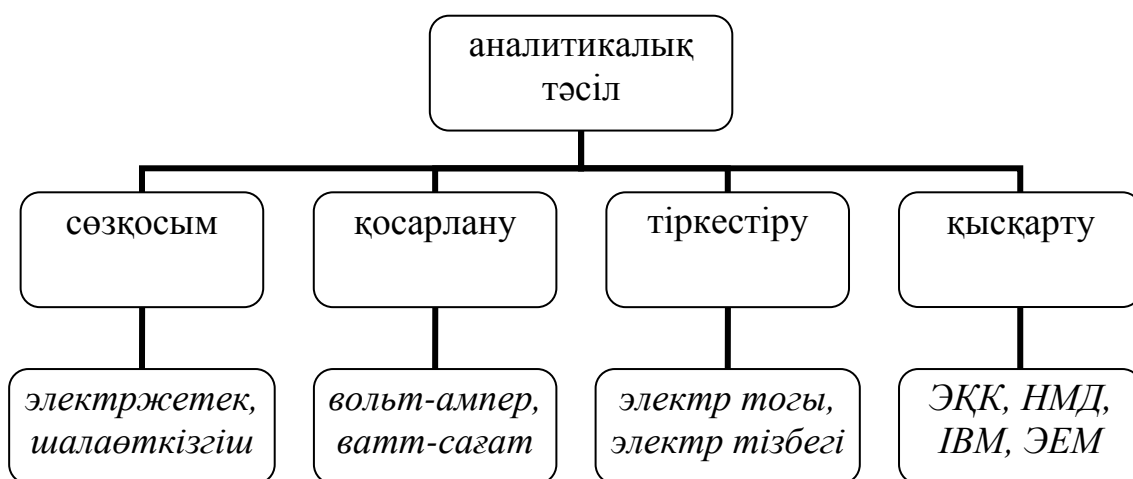 аналитикалық
тәсіл
сөзқосым
қосарлану
тіркестіру
қысқарту
электржетек,
шалаөткізгіш
вольт-ампер,
ватт-сағат
электр тогы,
электр тізбегі
ЭҚК, НМД,
ІВМ, ЭЕМ